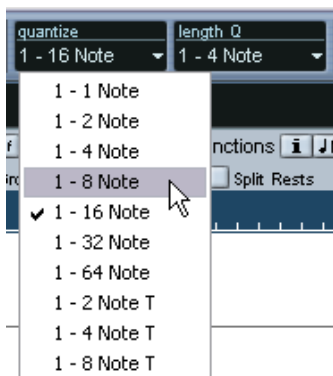 quantize length Q
1 - 16 Note 1 - 4 Note
1 - 1 Note
1 - 2 Note
1 - 4 Note
nctions i
1 - 8 Note
Split Rests
1 - 16 Note
1 - 32 Note
1 - 64 Note
1 - 2 Note T
1 - 4 Note T
1 - 8 Note T